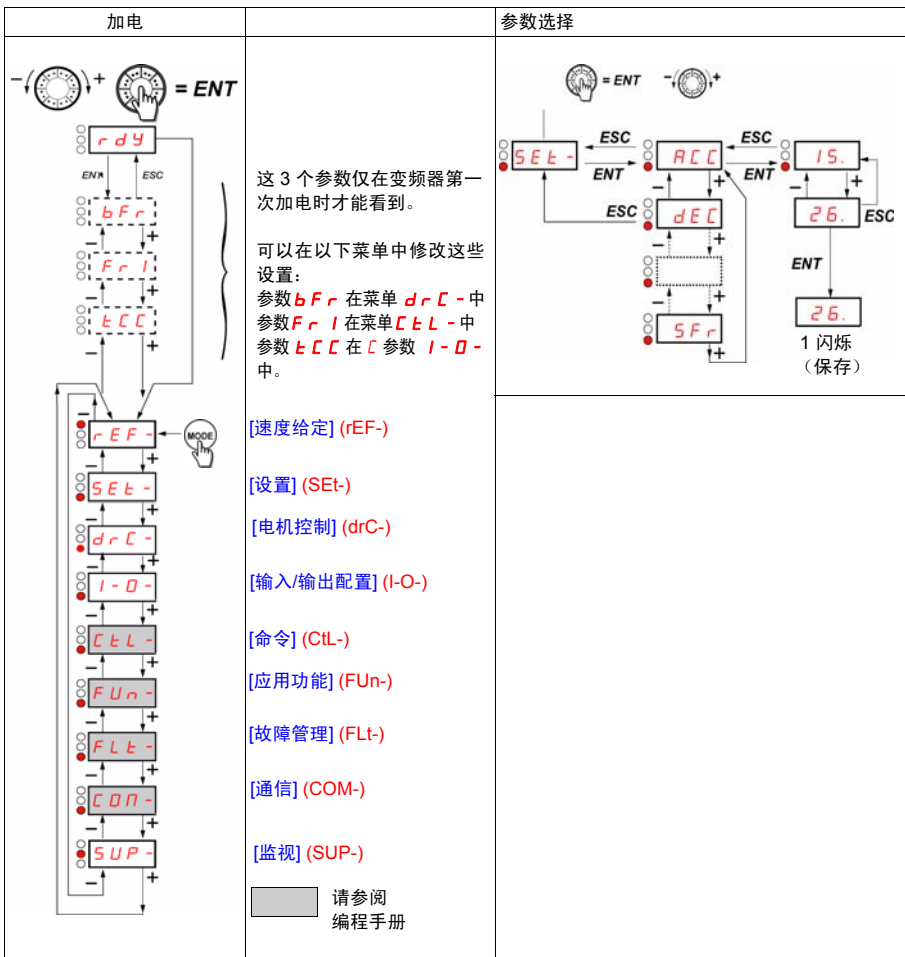 加电
参数选择
- + = ENT
rdY
ENT ESC
bFr
- +
Fr1
- +
tCC
- +
这 3 个参数仅在变频器第一
次加电时才能看到。
可以在以下菜单中修改这些
设置：
参数 bFr 在菜单 drC- 中
参数 Fr1 在菜单 CtL- 中
参数 tCC 在 C 参数 I-O-
中。
-
rEF-
MODE
[速度给定] (rEF-)
- +
SEt-
[设置] (SEt-)
- +
drC-
[电机控制] (drC-)
- +
I-O-
[输入/输出配置] (I-O-)
- +
CtL-
[命令] (CtL-)
- +
FUn-
[应用功能] (FUn-)
- +
FLt-
[故障管理] (FLt-)
- +
COM-
[通信] (COM-)
- +
SUP-
[监视] (SUP-)
- +
请参阅
编程手册
= ENT - +
ESC ESC
SEt- ACC 15.
ENT ENT
- + - +
ESC dEC 26. ESC
- +
ENT
- +
SFr 26.
+
1 闪烁
（保存）